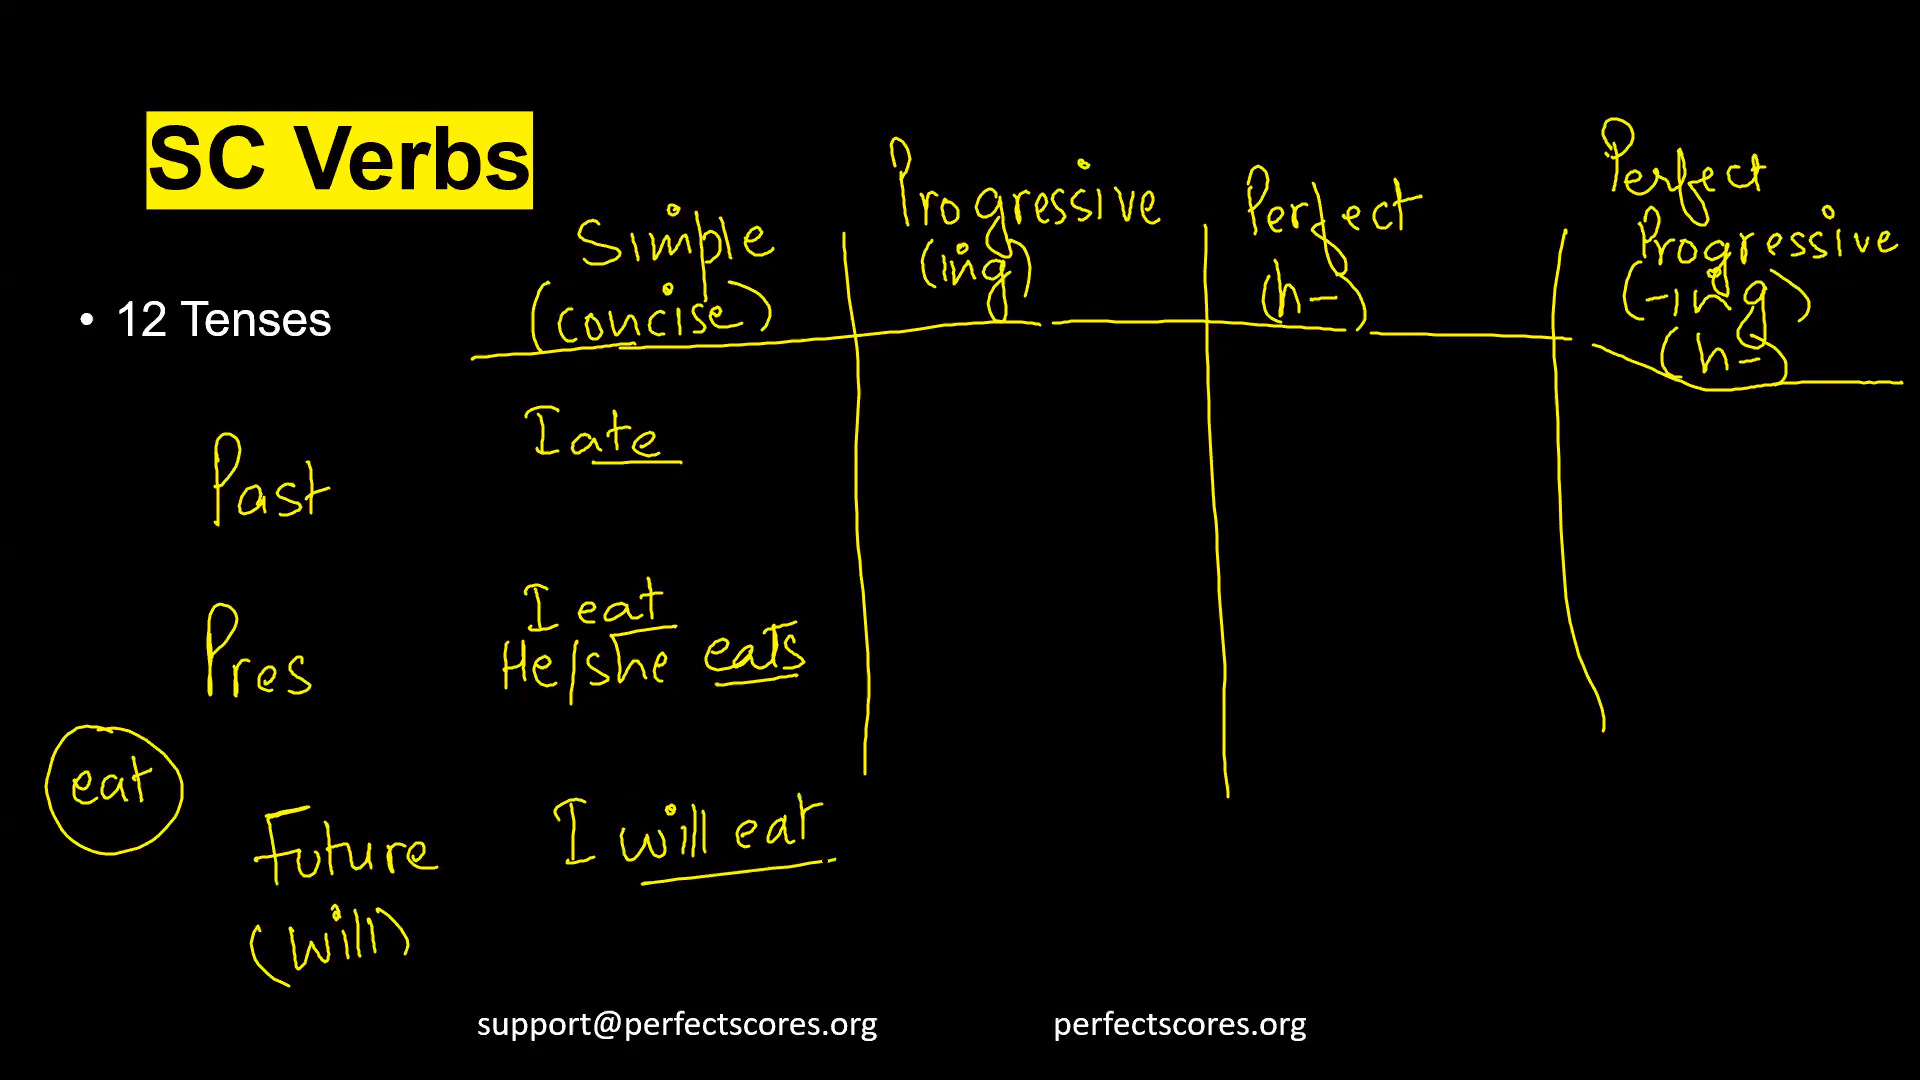 SC Verbs
• 12 Tenses
Simple
(concise)
Progressive
(ing)
Perfect
(h-)
Perfect
Progressive
(-ing)
(h-)
Past
I ate
Pres
I eat
He/she eats
eat
Future
(will)
I will eat
support@perfectscores.org
perfectscores.org